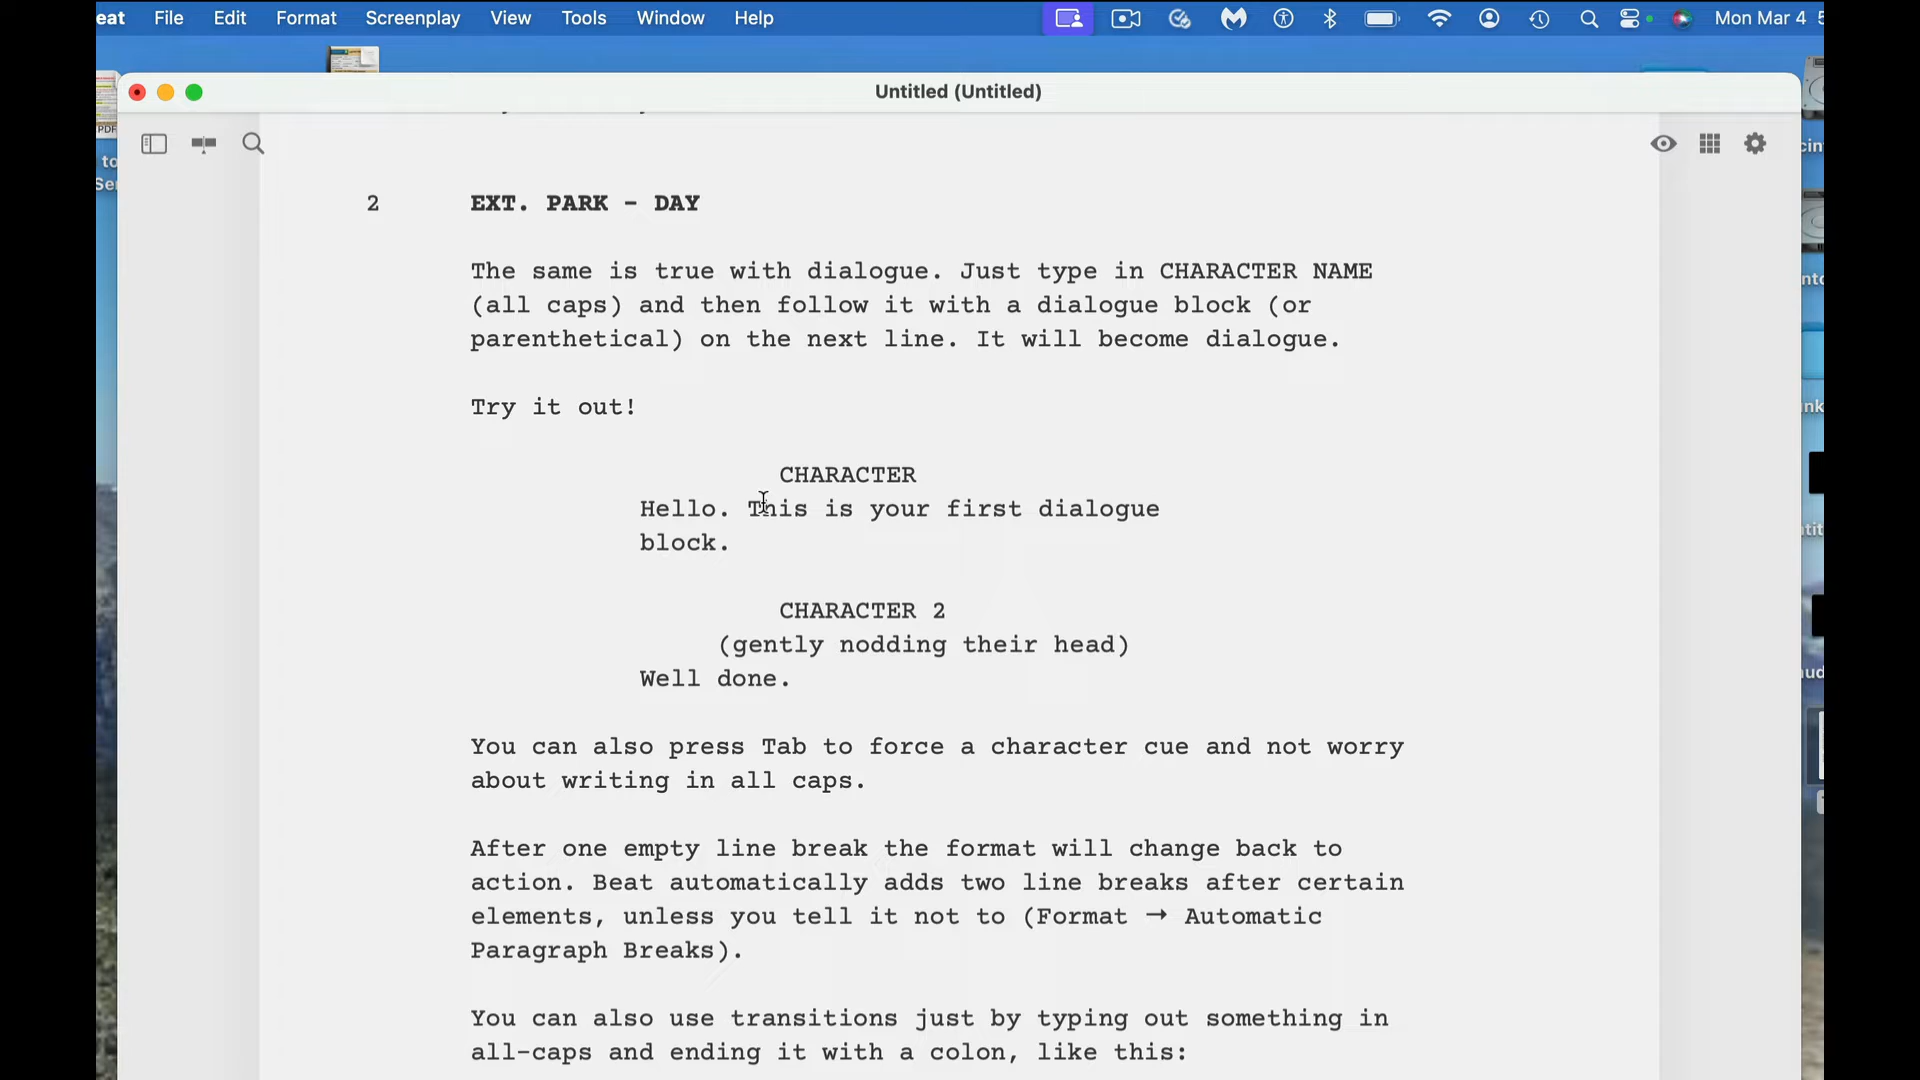 eat File Edit Format Screenplay View Tools Window Help Mon Mar 4
Untitled (Untitled)
PDF
to
Se
2 EXT. PARK - DAY
The same is true with dialogue. Just type in CHARACTER NAME
(all caps) and then follow it with a dialogue block (or
parenthetical) on the next line. It will become dialogue.
Try it out!
CHARACTER
Hello. This is your first dialogue
block.
CHARACTER 2
(gently nodding their head)
Well done.
You can also press Tab to force a character cue and not worry
about writing in all caps.
After one empty line break the format will change back to
action. Beat automatically adds two line breaks after certain
elements, unless you tell it not to (Format → Automatic
Paragraph Breaks).
You can also use transitions just by typing out something in
all-caps and ending it with a colon, like this: